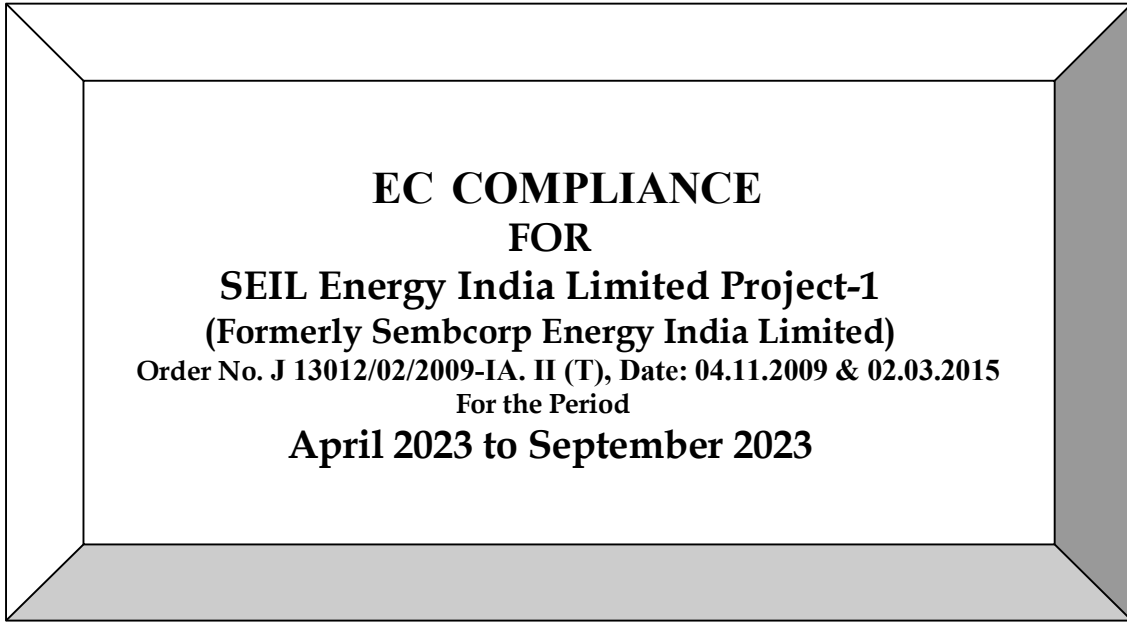 EC COMPLIANCE
FOR
SEIL Energy India Limited Project-1
(Formerly Sembcorp Energy India Limited)
Order No. J 13012/02/2009-IA. II (T), Date: 04.11.2009 & 02.03.2015
For the Period
April 2023 to September 2023